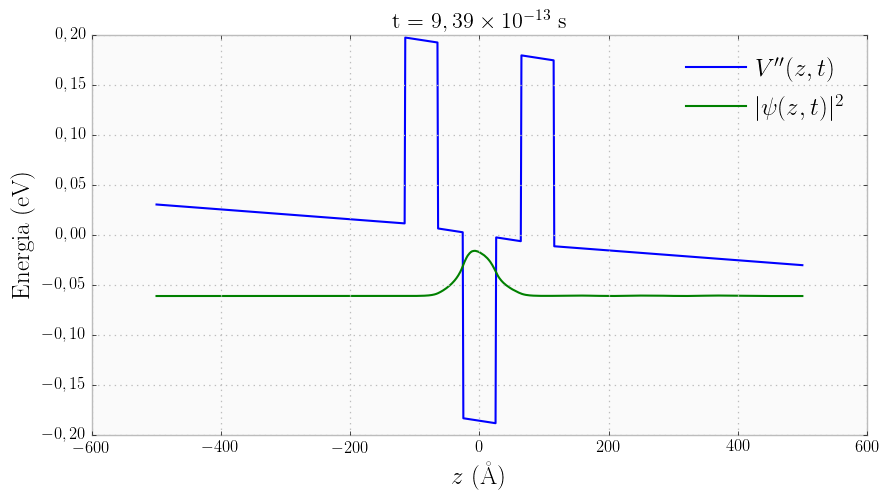 t = 9, 39 × 10⁻¹³ s
Energia (eV)
0, 20
0, 15
0, 10
0, 05
0, 00
−0, 05
−0, 10
−0, 15
−0, 20
V′′(z, t)
|ψ(z, t)|²
−600 −400 −200 0 200 400 600
z (Å)